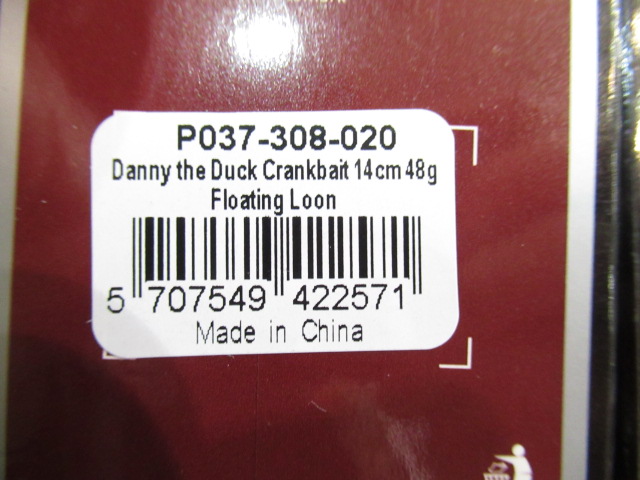 P037-308-020
Danny the Duck Crankbait 14cm 48g
Floating Loon
5 707549 422571
Made in China